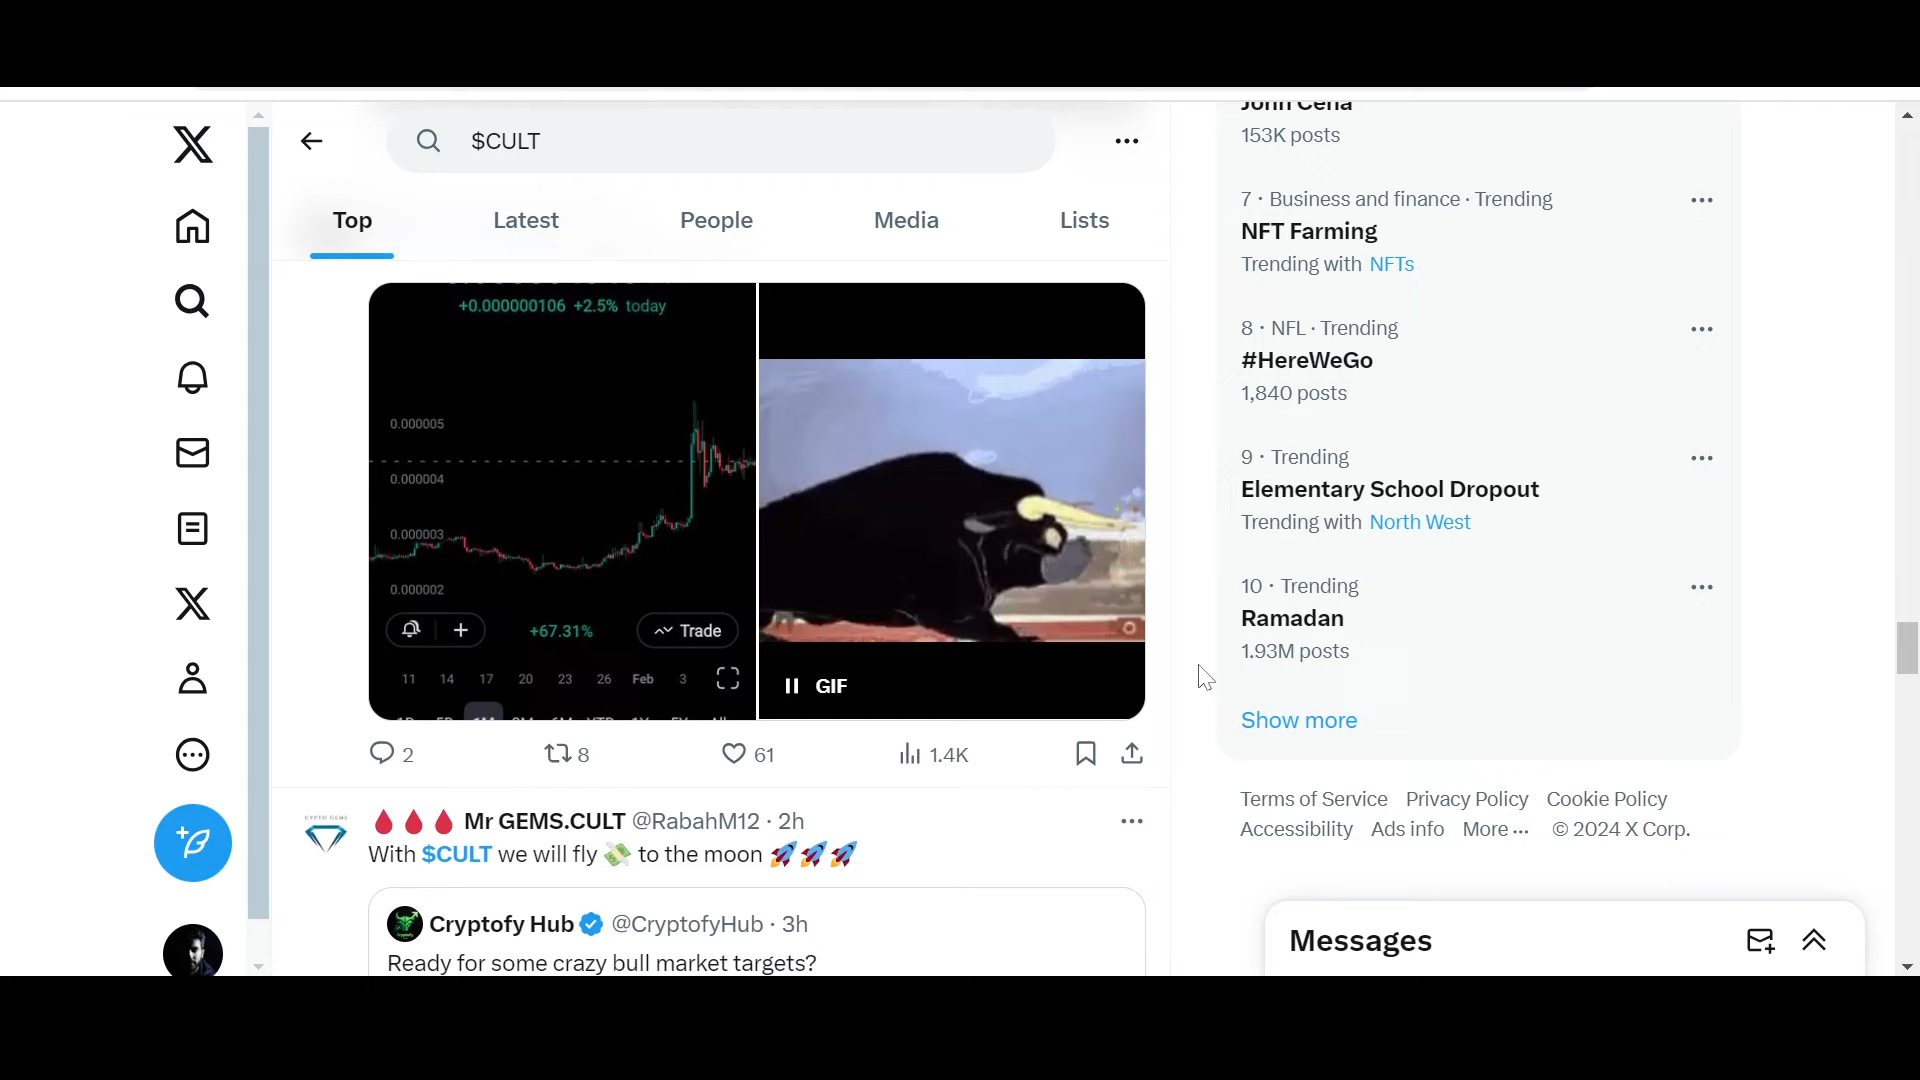 $CULT
Top
Latest
People
Media
Lists
+0.000000106 +2.5% today
0.000005
0.000004
0.000003
0.000002
+67.31%
Trade
11 14 17 20 23 26 Feb 3
GIF
2
8
61
1.4K
🩸🩸🩸 Mr GEMS.CULT @RabahM12 · 2h
With $CULT we will fly 💸 to the moon 🚀🚀🚀
Cryptofy Hub @CryptofyHub · 3h
Ready for some crazy bull market targets?
John Cena
153K posts
7 · Business and finance · Trending
NFT Farming
Trending with NFTs
8 · NFL · Trending
#HereWeGo
1,840 posts
9 · Trending
Elementary School Dropout
Trending with North West
10 · Trending
Ramadan
1.93M posts
Show more
Terms of Service Privacy Policy Cookie Policy
Accessibility Ads info More ··· © 2024 X Corp.
Messages